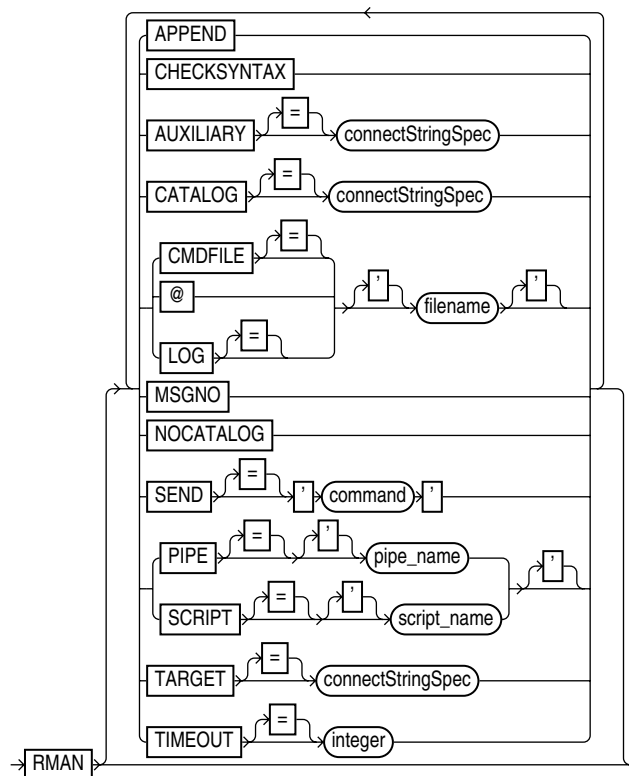 APPEND
CHECKSYNTAX
AUXILIARY = connectStringSpec
CATALOG = connectStringSpec
CMDFILE =
@ ' filename '
LOG =
MSGNO
NOCATALOG
SEND = ' command '
PIPE = ' pipe_name '
SCRIPT = ' script_name
TARGET = connectStringSpec
TIMEOUT = integer
RMAN